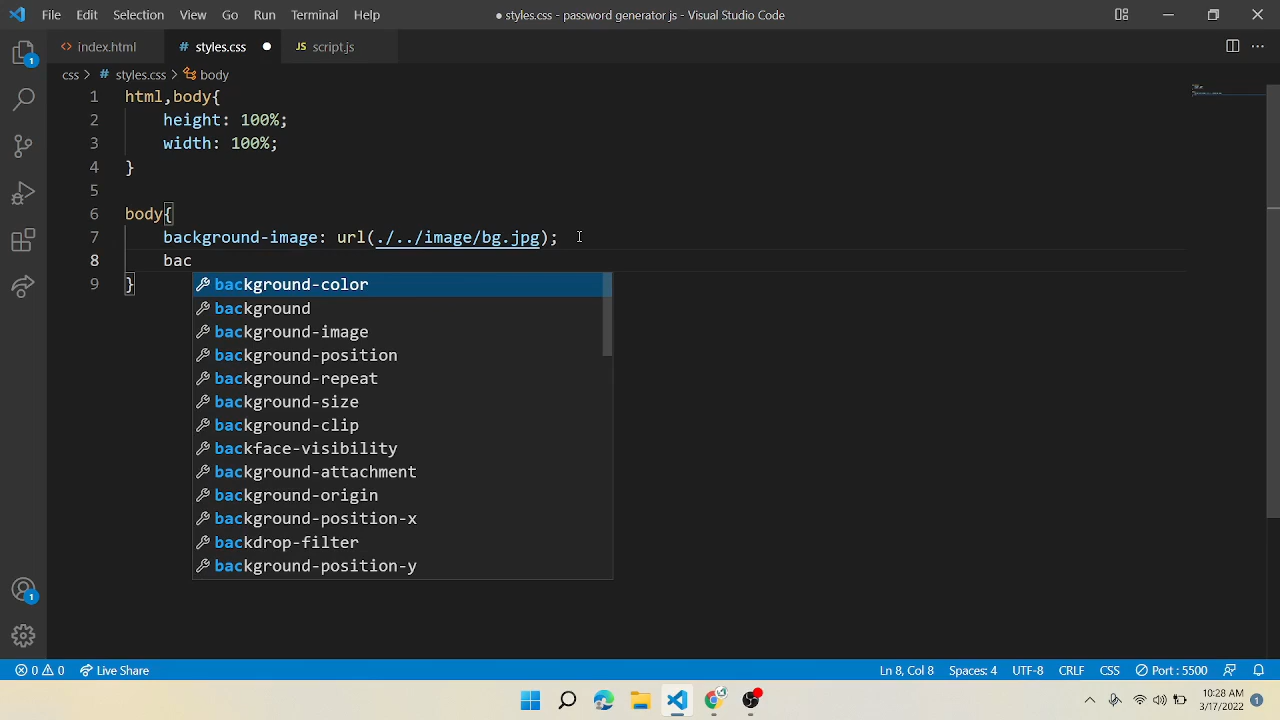 File Edit Selection View Go Run Terminal Help ● styles.css - password generator js - Visual Studio Code
<> index.html # styles.css ● JS script.js ···
css > # styles.css > body
1 html,body{
2 height: 100%;
3 width: 100%;
4 }
5
6 body{
7 background-image: url(./../image/bg.jpg);
8 bac
9 }
background-color
background
background-image
background-position
background-repeat
background-size
background-clip
backface-visibility
background-attachment
background-origin
background-position-x
backdrop-filter
background-position-y
1
1
0 0 Live Share Ln 8, Col 8 Spaces: 4 UTF-8 CRLF CSS Port : 5500
10:28 AM
3/17/2022 1